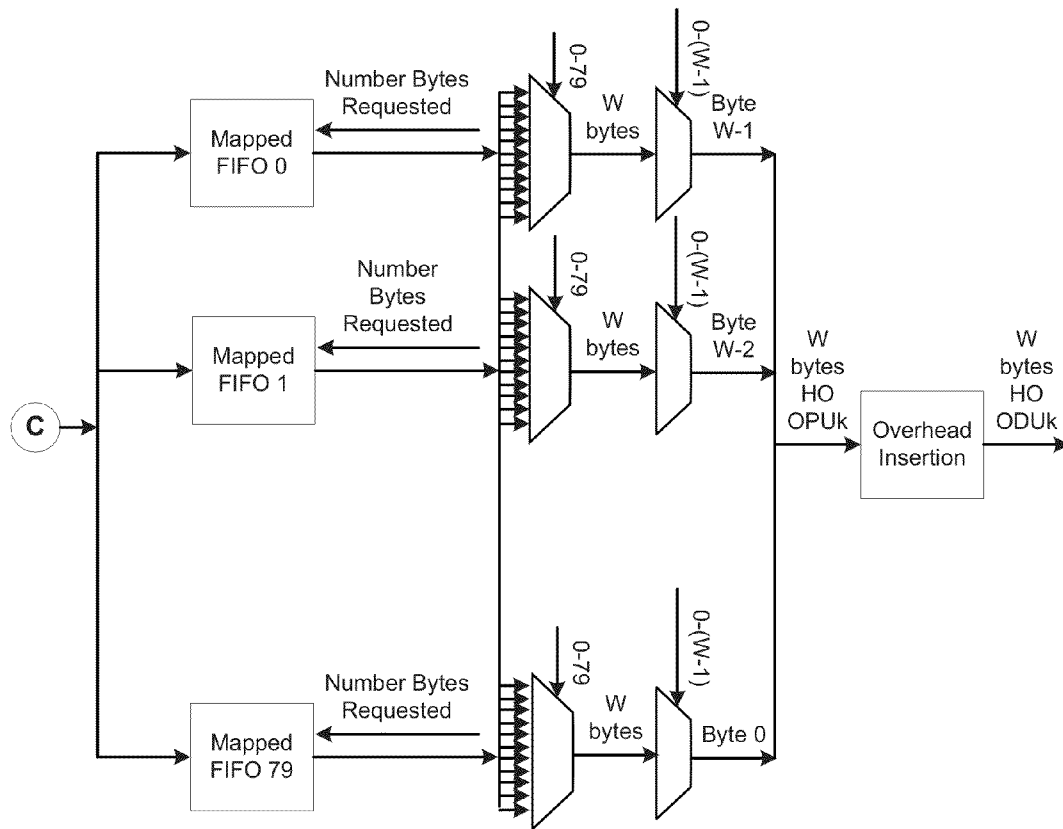 0-79
0-(W-1)
Number Bytes
Requested
W
bytes
Byte
W-1
Mapped
FIFO 0
0-79
0-(W-1)
Number
Bytes
Requested
W
bytes
Byte
W-2
Mapped
FIFO 1
W
bytes
HO
OPUk
W
bytes
HO
ODUk
C
Overhead
Insertion
0-79
0-(W-1)
Number Bytes
Requested
W
bytes
Byte 0
Mapped
FIFO 79